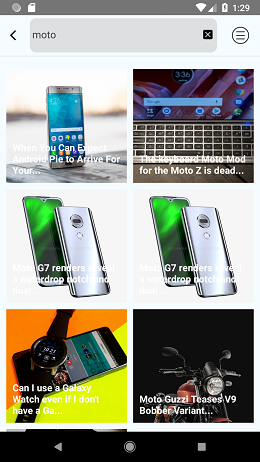 1:29
moto
When You Can Expect
Android Pie to Arrive For
Your...
The keyboard Moto Mod
for the Moto Z is dead...
Moto G7 renders reveal
a waterdrop notch and
dual...
Moto G7 renders reveal
a waterdrop notch and
dual...
Can I use a Galaxy
Watch even if I don't
have a Ga...
Moto Guzzi Teases V9
Bobber Variant...